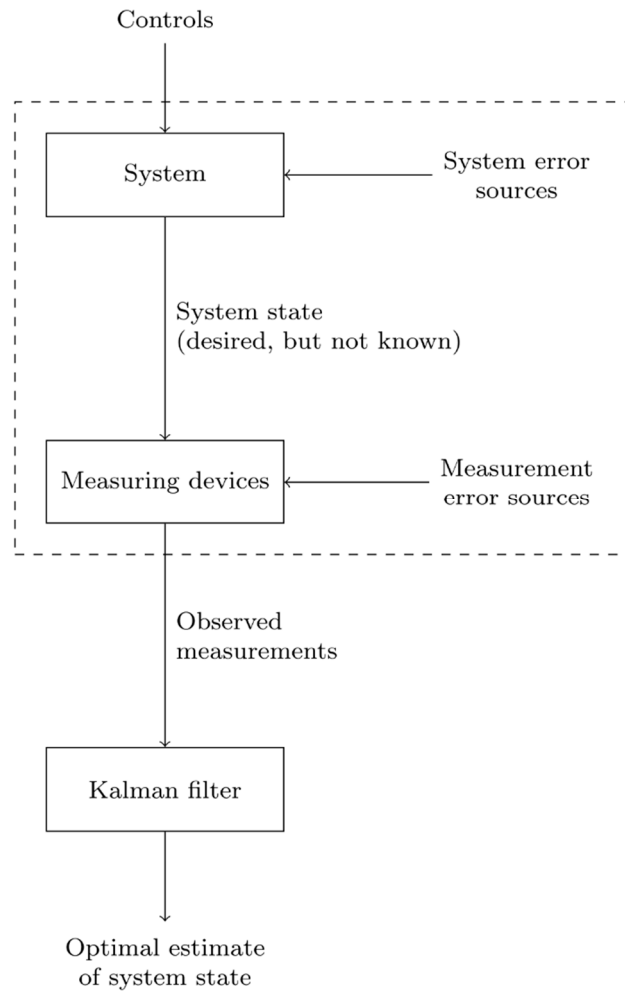 Controls
System
System error
sources
System state
(desired, but not known)
Measuring devices
Measurement
error sources
Observed
measurements
Kalman filter
Optimal estimate
of system state